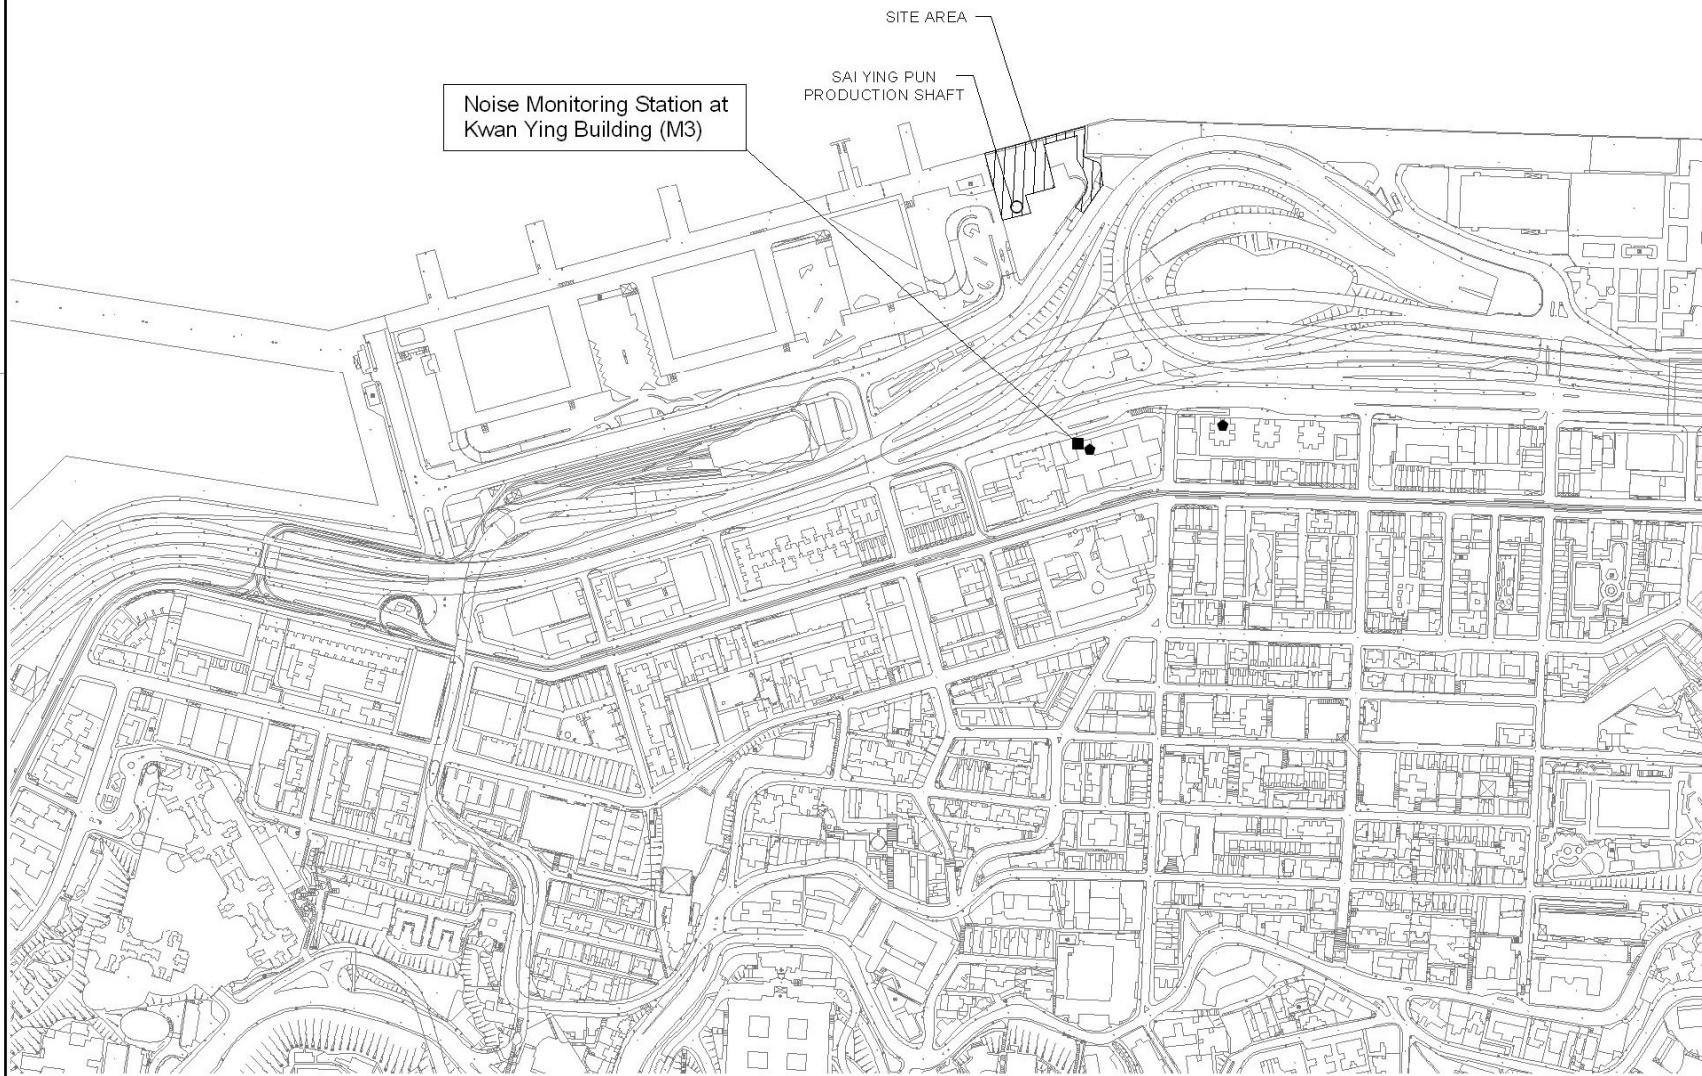 SITE AREA
SAI YING PUN
PRODUCTION SHAFT
Noise Monitoring Station at
Kwan Ying Building (M3)